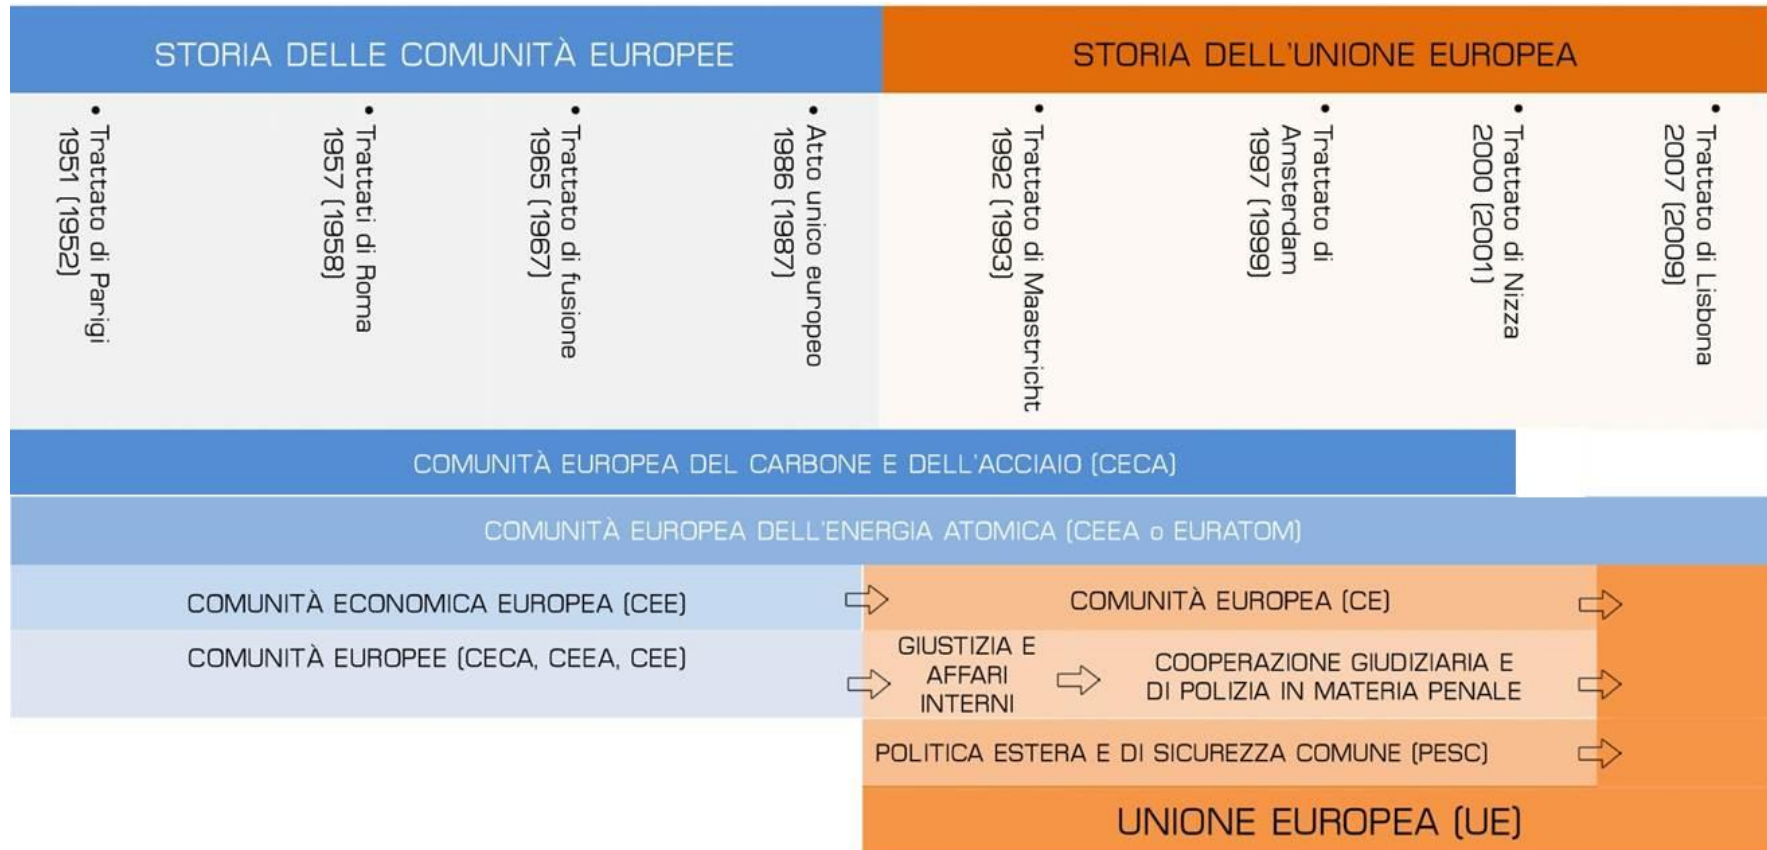 STORIA DELLE COMUNITÀ EUROPEE
STORIA DELL'UNIONE EUROPEA
• Trattato di Parigi
1951 (1952)
• Trattati di Roma
1957 (1958)
• Trattato di fusione
1965 (1967)
• Atto unico europeo
1986 (1987)
• Trattato di Maastricht
1992 (1993)
• Trattato di
Amsterdam
1997 (1999)
• Trattato di Nizza
2000 (2001)
• Trattato di Lisbona
2007 (2009)
COMUNITÀ EUROPEA DEL CARBONE E DELL'ACCIAIO (CECA)
COMUNITÀ EUROPEA DELL'ENERGIA ATOMICA (CEEA o EURATOM)
COMUNITÀ ECONOMICA EUROPEA (CEE)
COMUNITÀ EUROPEA (CE)
COMUNITÀ EUROPEE (CECA, CEEA, CEE)
GIUSTIZIA E
AFFARI
INTERNI
COOPERAZIONE GIUDIZIARIA E
DI POLIZIA IN MATERIA PENALE
POLITICA ESTERA E DI SICUREZZA COMUNE (PESC)
UNIONE EUROPEA (UE)